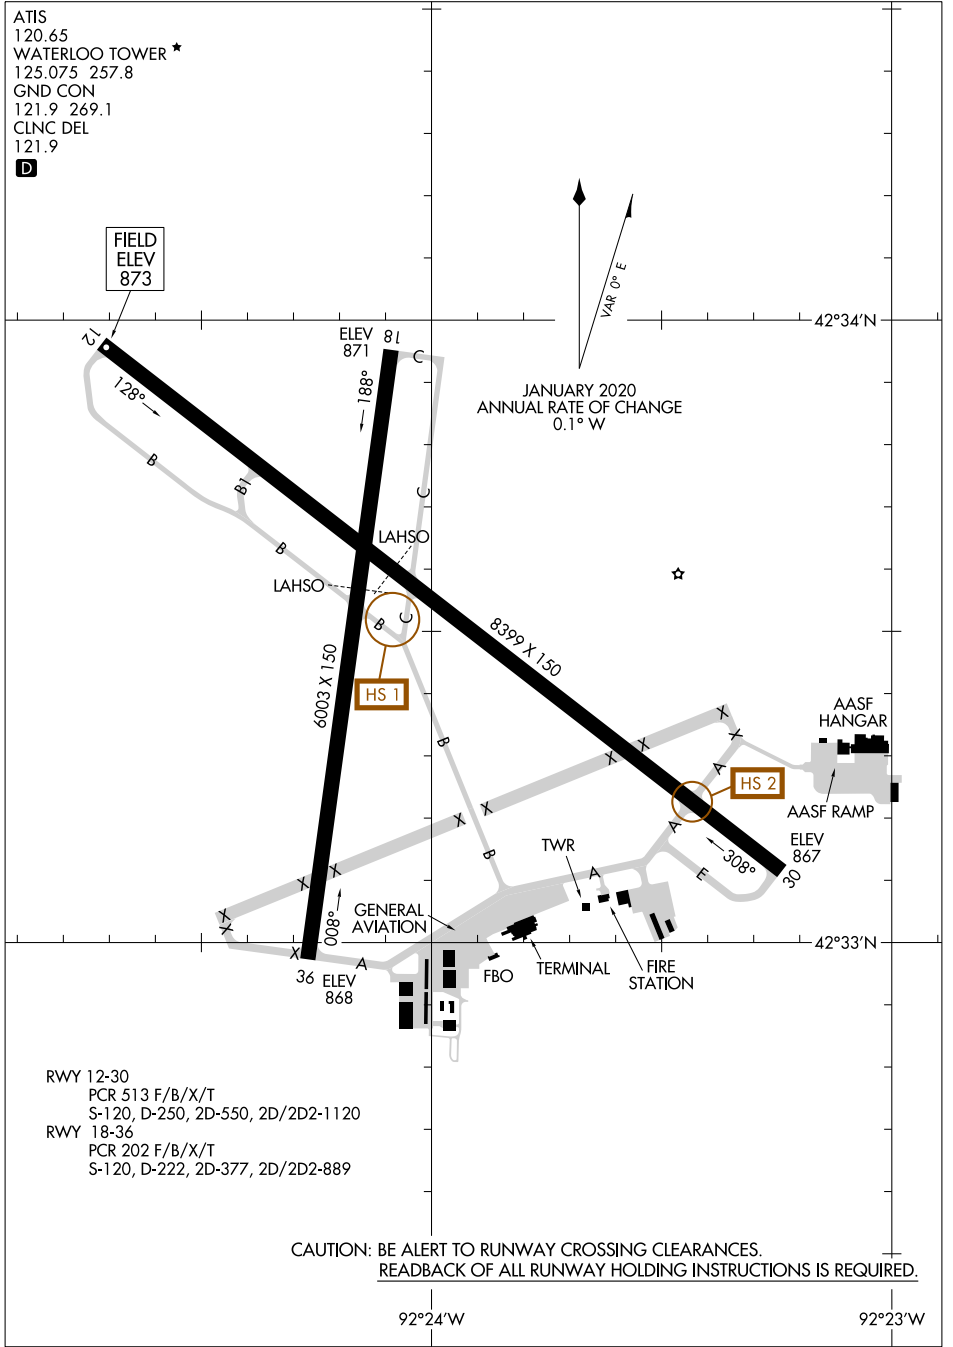 ATIS
120.65
WATERLOO TOWER ★
125.075 257.8
GND CON
121.9 269.1
CLNC DEL
121.9
D
FIELD
ELEV
873
VAR 0° E
42°34'N
JANUARY 2020
ANNUAL RATE OF CHANGE
0.1° W
12
128°
ELEV
871
18
188°
C
B
B1
C
B
LAHSO
LAHSO
B
C
HS 1
8399 X 150
6003 X 150
B
X
X
X
X
A
HS 2
AASF
HANGAR
AASF RAMP
X
X
A
308°
ELEV
867
30
B
TWR
A
E
X
X
X
X
X
008°
GENERAL
AVIATION
42°33'N
A
36
ELEV
868
FBO
TERMINAL
FIRE
STATION
RWY 12-30
PCR 513 F/B/X/T
S-120, D-250, 2D-550, 2D/2D2-1120
RWY 18-36
PCR 202 F/B/X/T
S-120, D-222, 2D-377, 2D/2D2-889
CAUTION: BE ALERT TO RUNWAY CROSSING CLEARANCES.
READBACK OF ALL RUNWAY HOLDING INSTRUCTIONS IS REQUIRED.
92°24'W
92°23'W